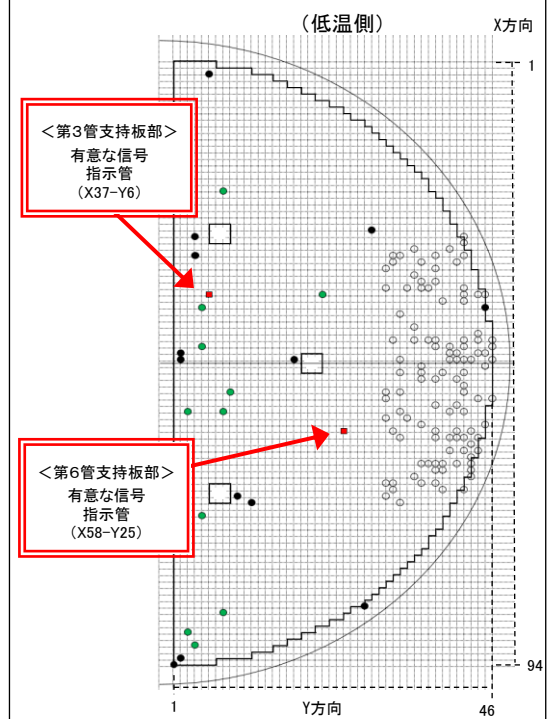 (低温側)
X方向
1
<第3管支持板部>
有意な信号
指示管
(X37-Y6)
<第6管支持板部>
有意な信号
指示管
(X58-Y25)
94
1
Y方向
46